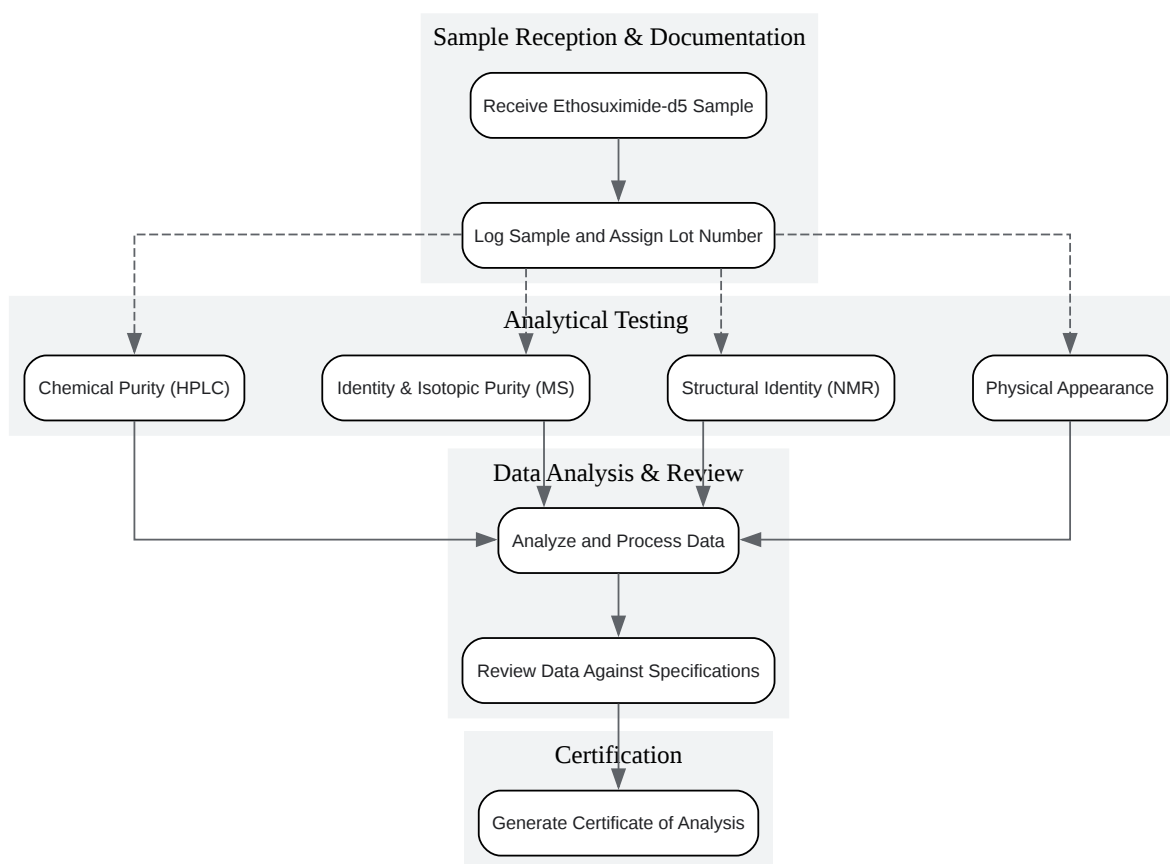 Sample Reception & Documentation
Receive Ethosuximide-d5 Sample
Log Sample and Assign Lot Number
Analytical Testing
Chemical Purity (HPLC)
Identity & Isotopic Purity (MS)
Structural Identity (NMR)
Physical Appearance
Data Analysis & Review
Analyze and Process Data
Review Data Against Specifications
Certification
Generate Certificate of Analysis